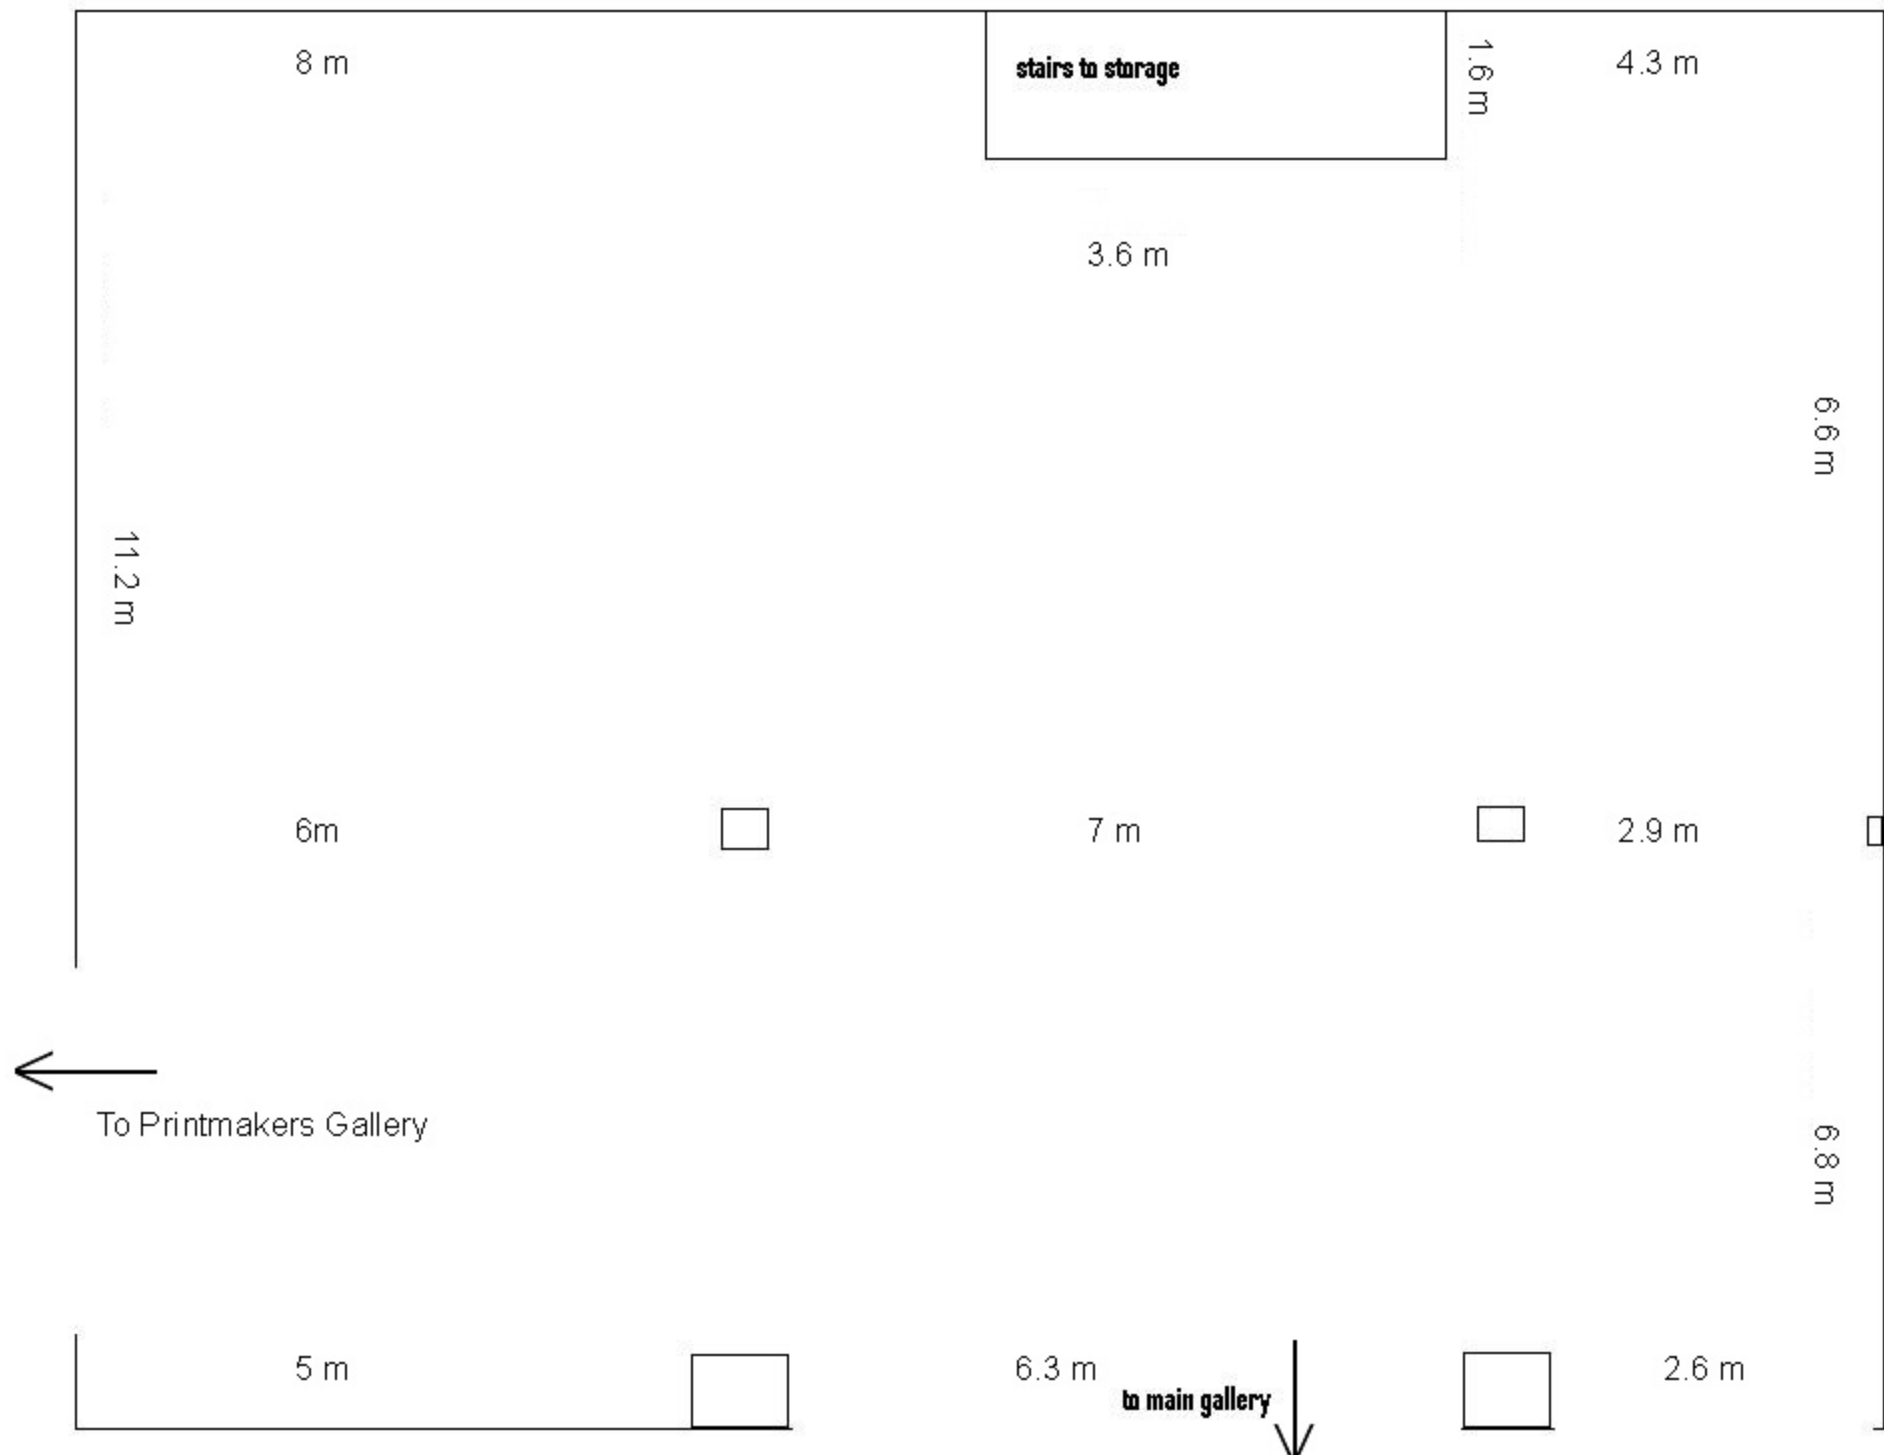 8 m
stairs to storage
1.6 m
4.3 m
3.6 m
6.6 m
11.2 m
6m
7 m
2.9 m
To Printmakers Gallery
6.8 m
5 m
6.3 m
to main gallery
2.6 m